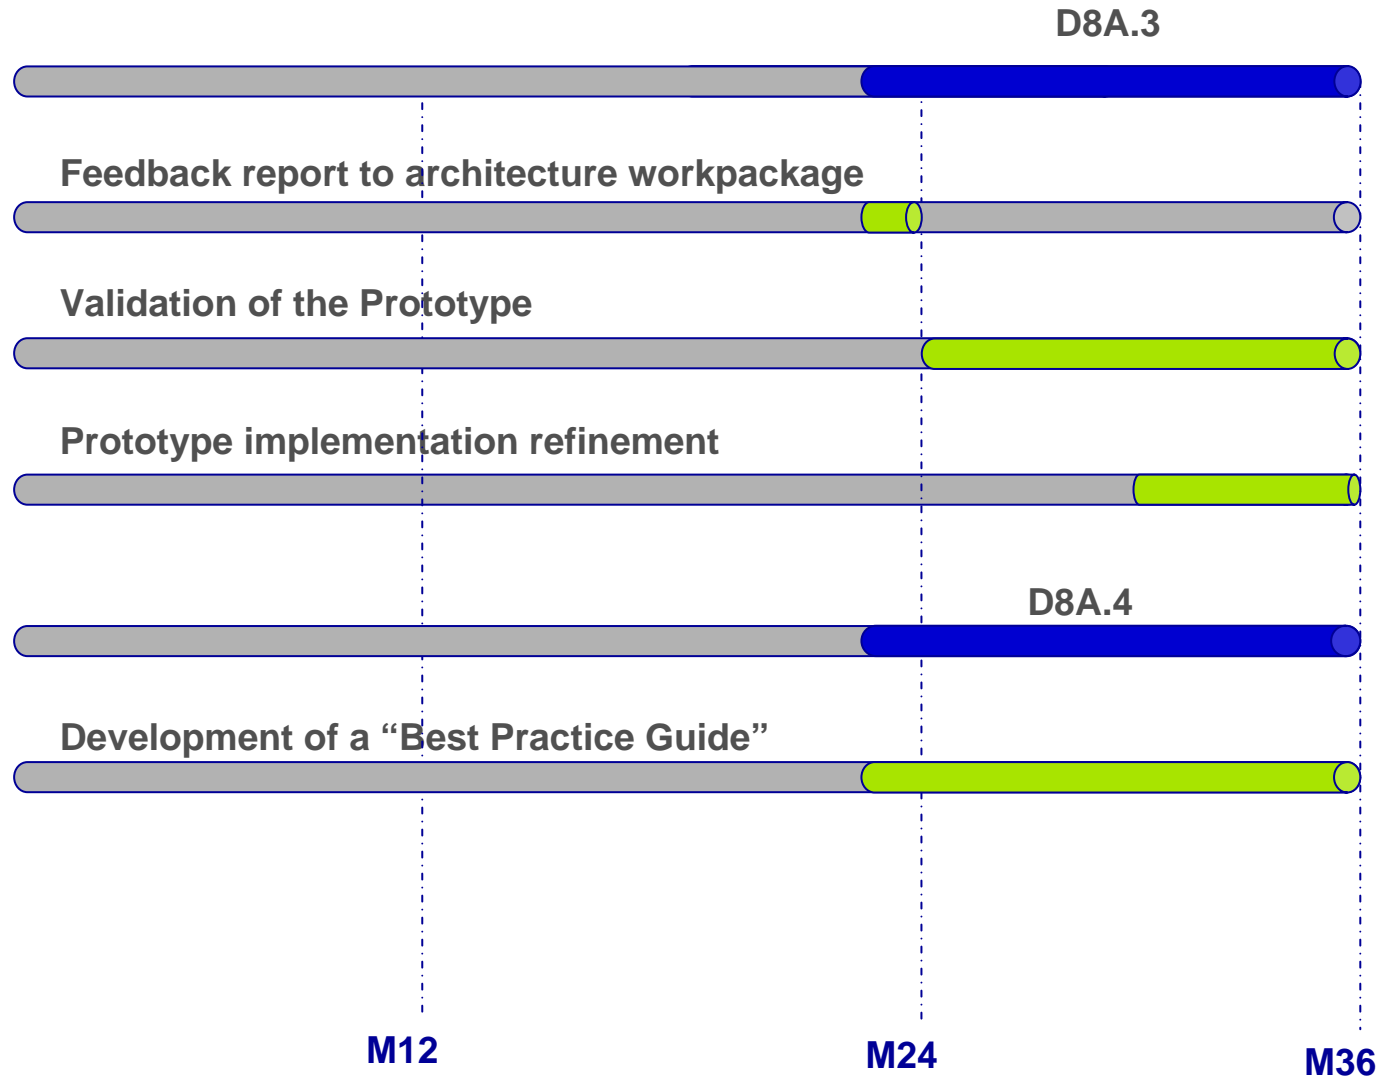 D8A.3
Feedback report to architecture workpackage
Validation of the Prototype
Prototype implementation refinement
D8A.4
Development of a “Best Practice Guide”
M12
M24
M36